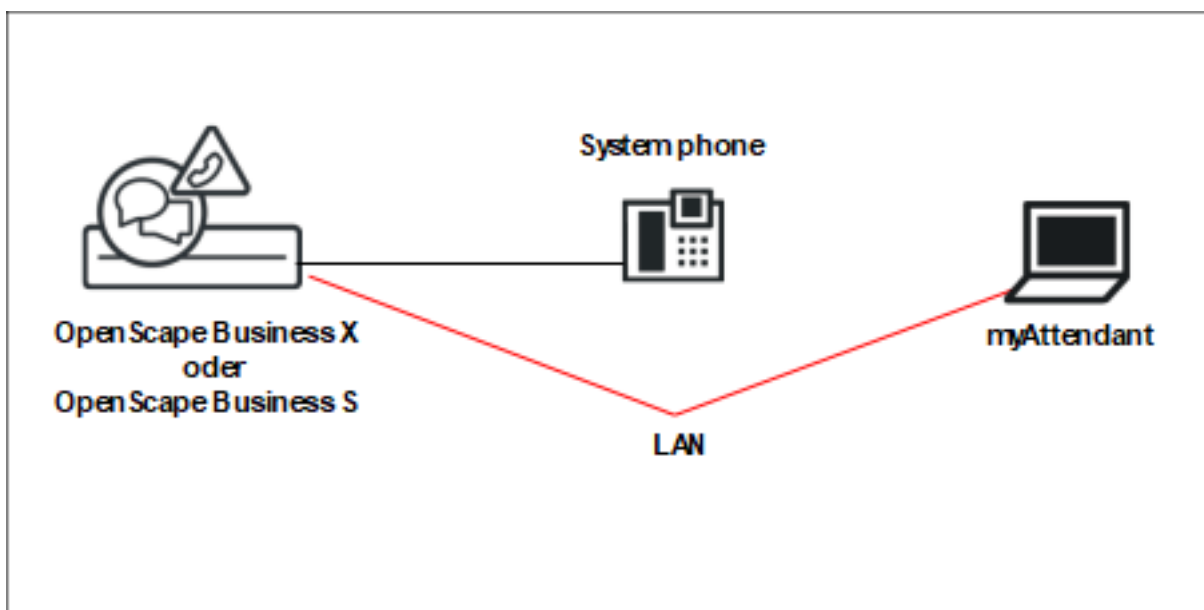 System phone
OpenScape Business X
oder
OpenScape Business S
myAttendant
LAN